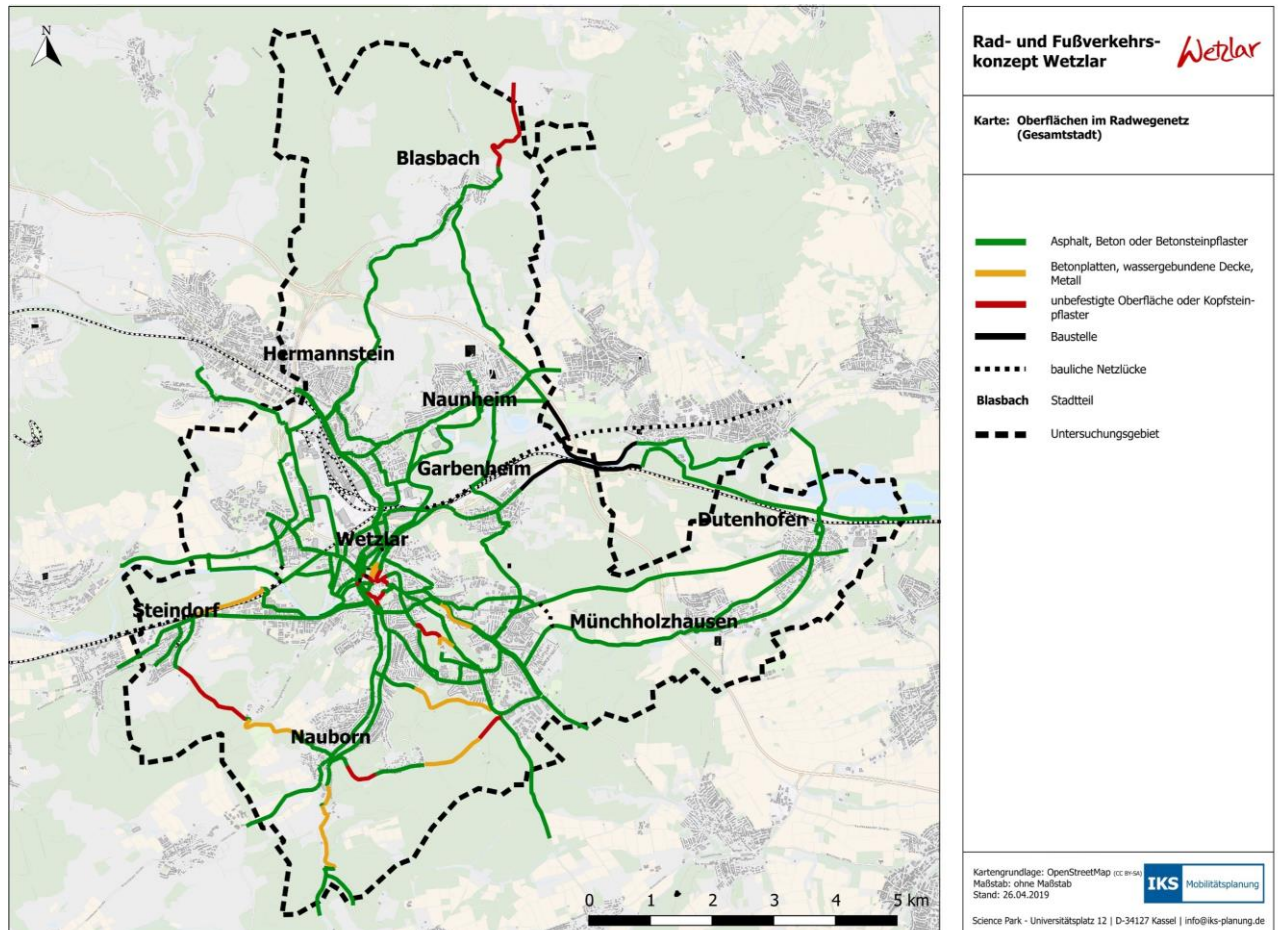 N
Blasbach
Hermannstein
Naunheim
Garbenheim
Dutenhofen
Wetzlar
Steindorf
Münchholzhausen
Nauborn
0 1 2 3 4 5 km
Rad- und Fußverkehrs-
konzept Wetzlar
Wetzlar
Karte: Oberflächen im Radwegenetz
(Gesamtstadt)
Asphalt, Beton oder Betonsteinpflaster
Betonplatten, wassergebundene Decke,
Metall
unbefestigte Oberfläche oder Kopfstein-
pflaster
Baustelle
bauliche Netzlücke
Blasbach Stadtteil
Untersuchungsgebiet
Kartengrundlage: OpenStreetMap (CC BY-SA)
Maßstab: ohne Maßstab
Stand: 26.04.2019
IKS Mobilitätsplanung
Science Park - Universitätsplatz 12 | D-34127 Kassel | info@iks-planung.de